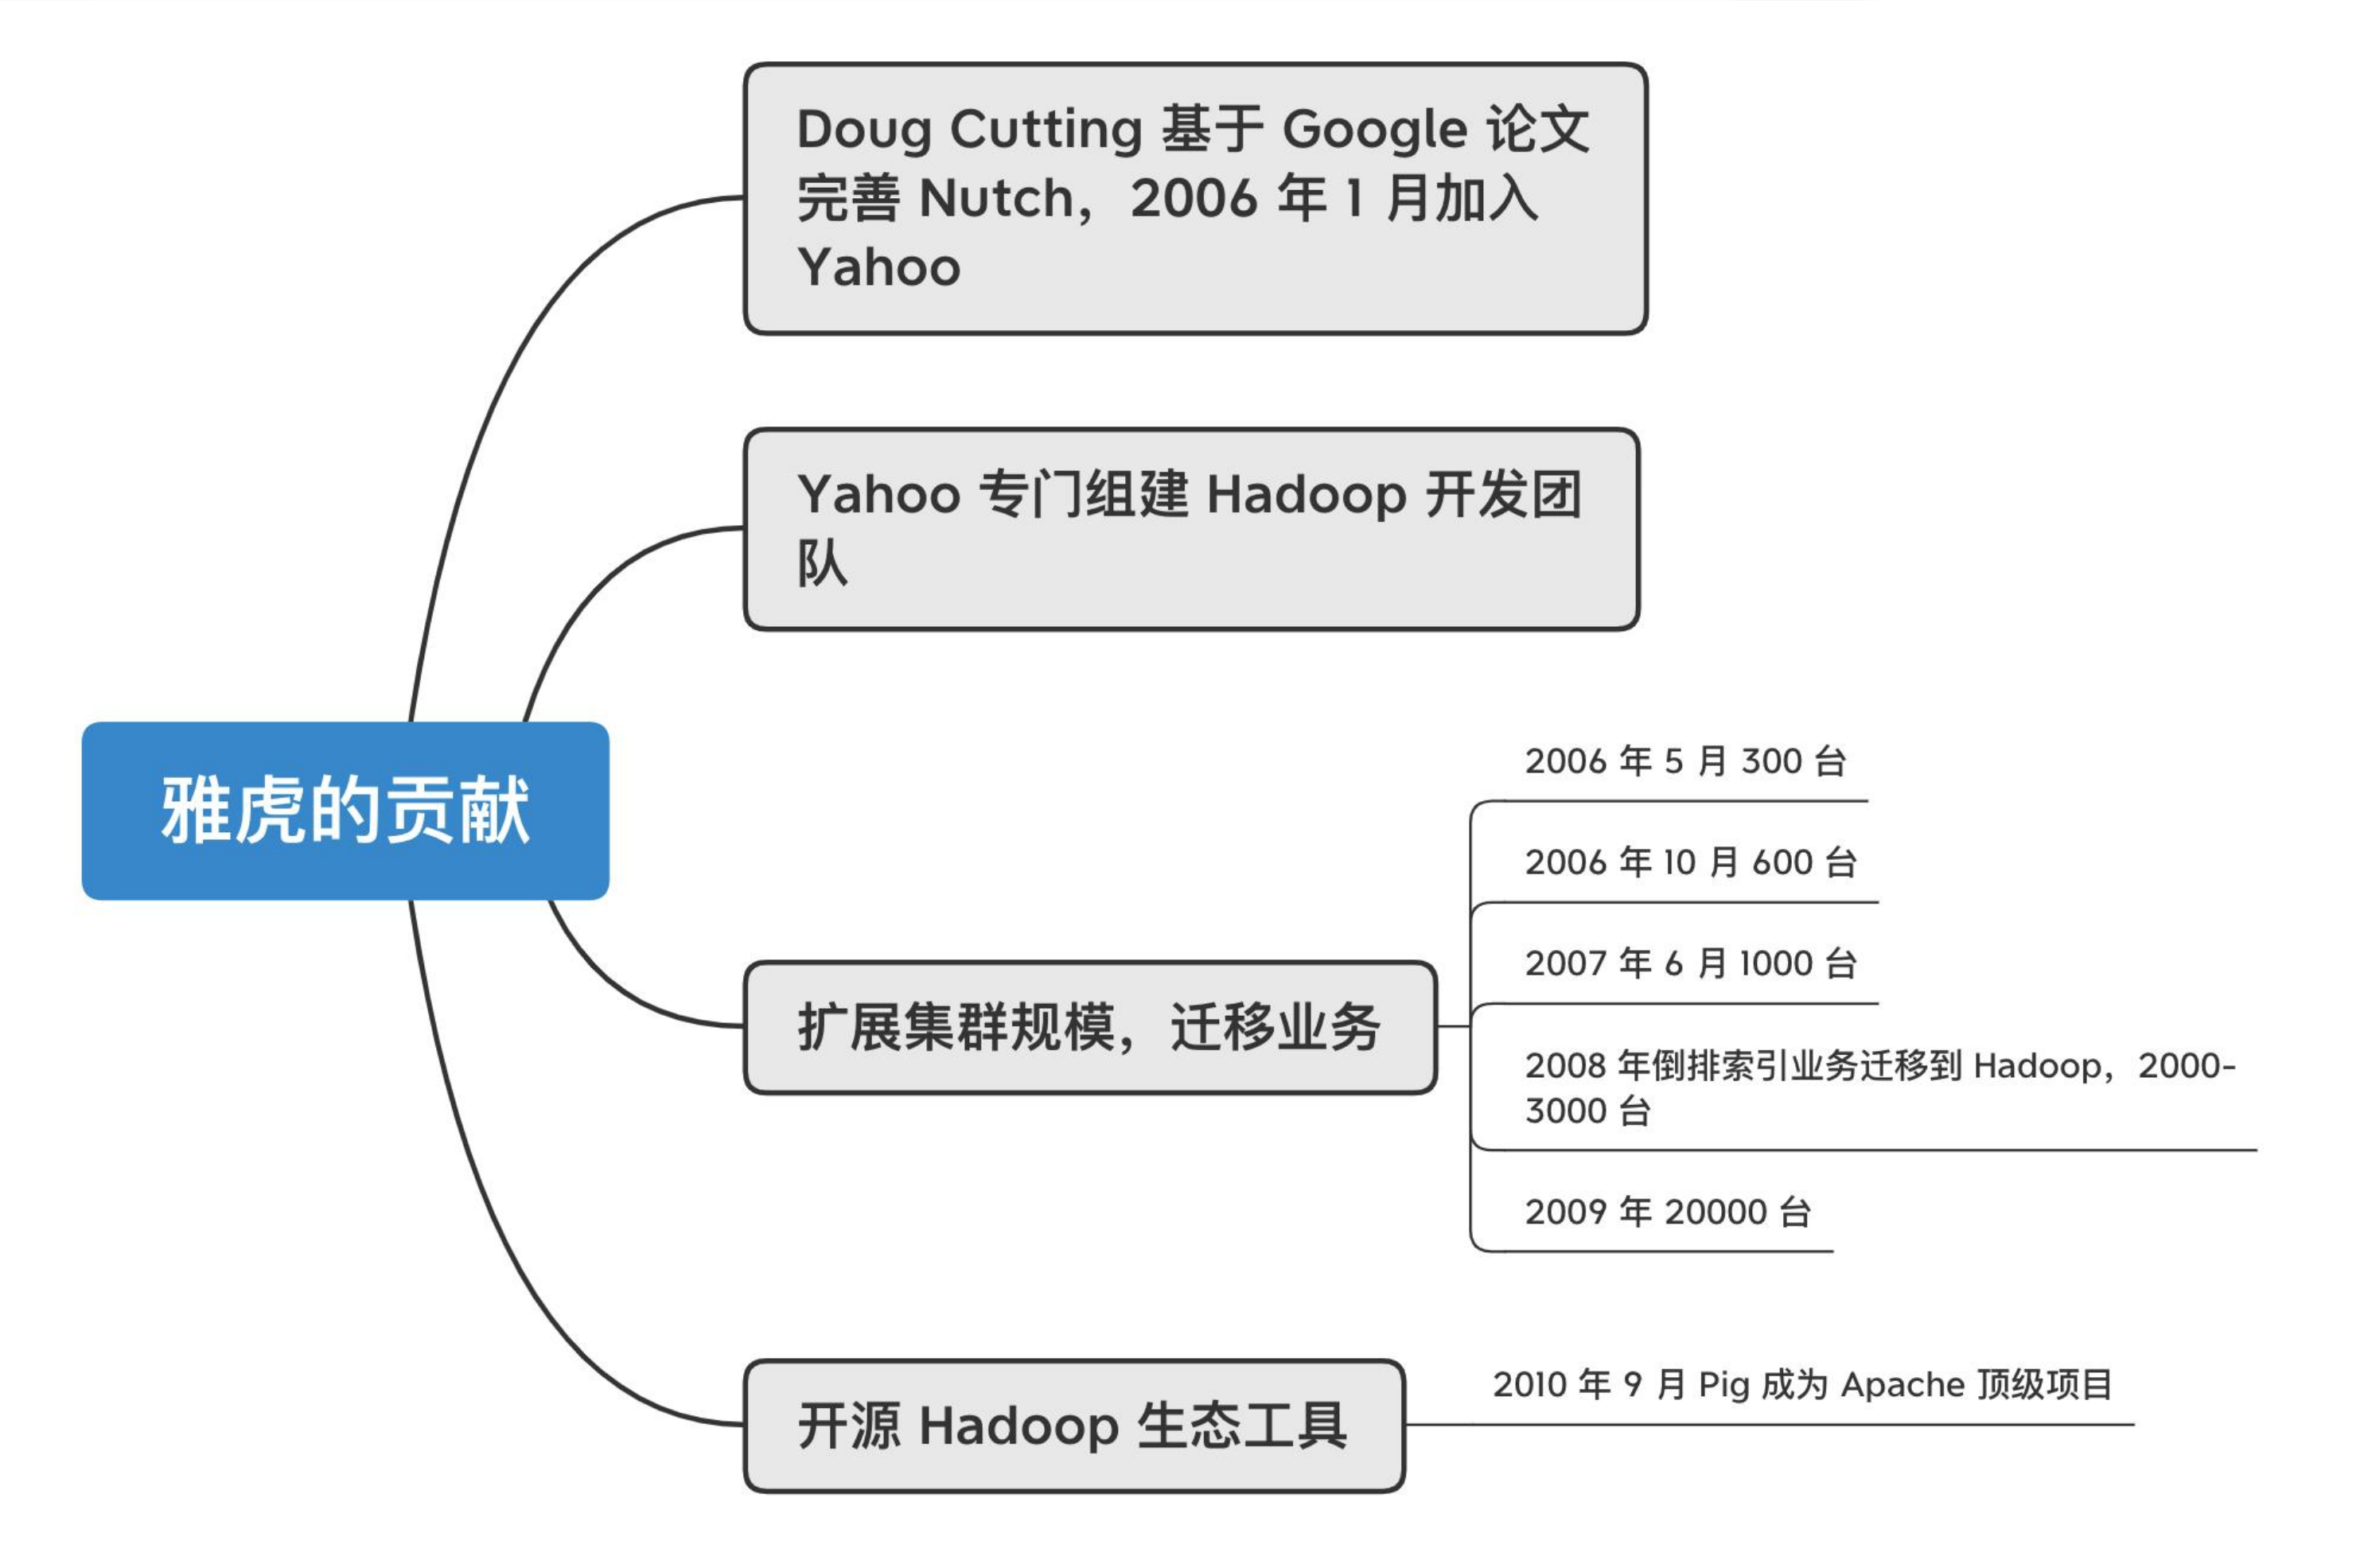 Doug Cutting 基于 Google 论文
完善 Nutch，2006 年 1 月加入
Yahoo
Yahoo 专门组建 Hadoop 开发团
队
雅虎的贡献
扩展集群规模，迁移业务
2006 年 5 月 300 台
2006 年 10 月 600 台
2007 年 6 月 1000 台
2008 年倒排索引业务迁移到 Hadoop，2000-
3000 台
2009 年 20000 台
开源 Hadoop 生态工具
2010 年 9 月 Pig 成为 Apache 顶级项目